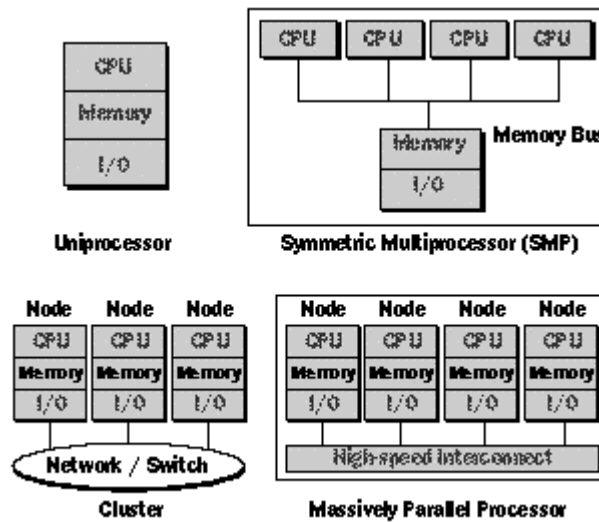 CPU
Memory
I/O
Uniprocessor
CPU CPU CPU CPU
Memory Bus
Memory
I/O
Symmetric Multiprocessor (SMP)
Node Node Node
CPU CPU CPU
Memory Memory Memory
I/O I/O I/O
Network / Switch
Cluster
Node Node Node Node
CPU CPU CPU CPU
Memory Memory Memory Memory
I/O I/O I/O I/O
High-speed Interconnect
Massively Parallel Processor